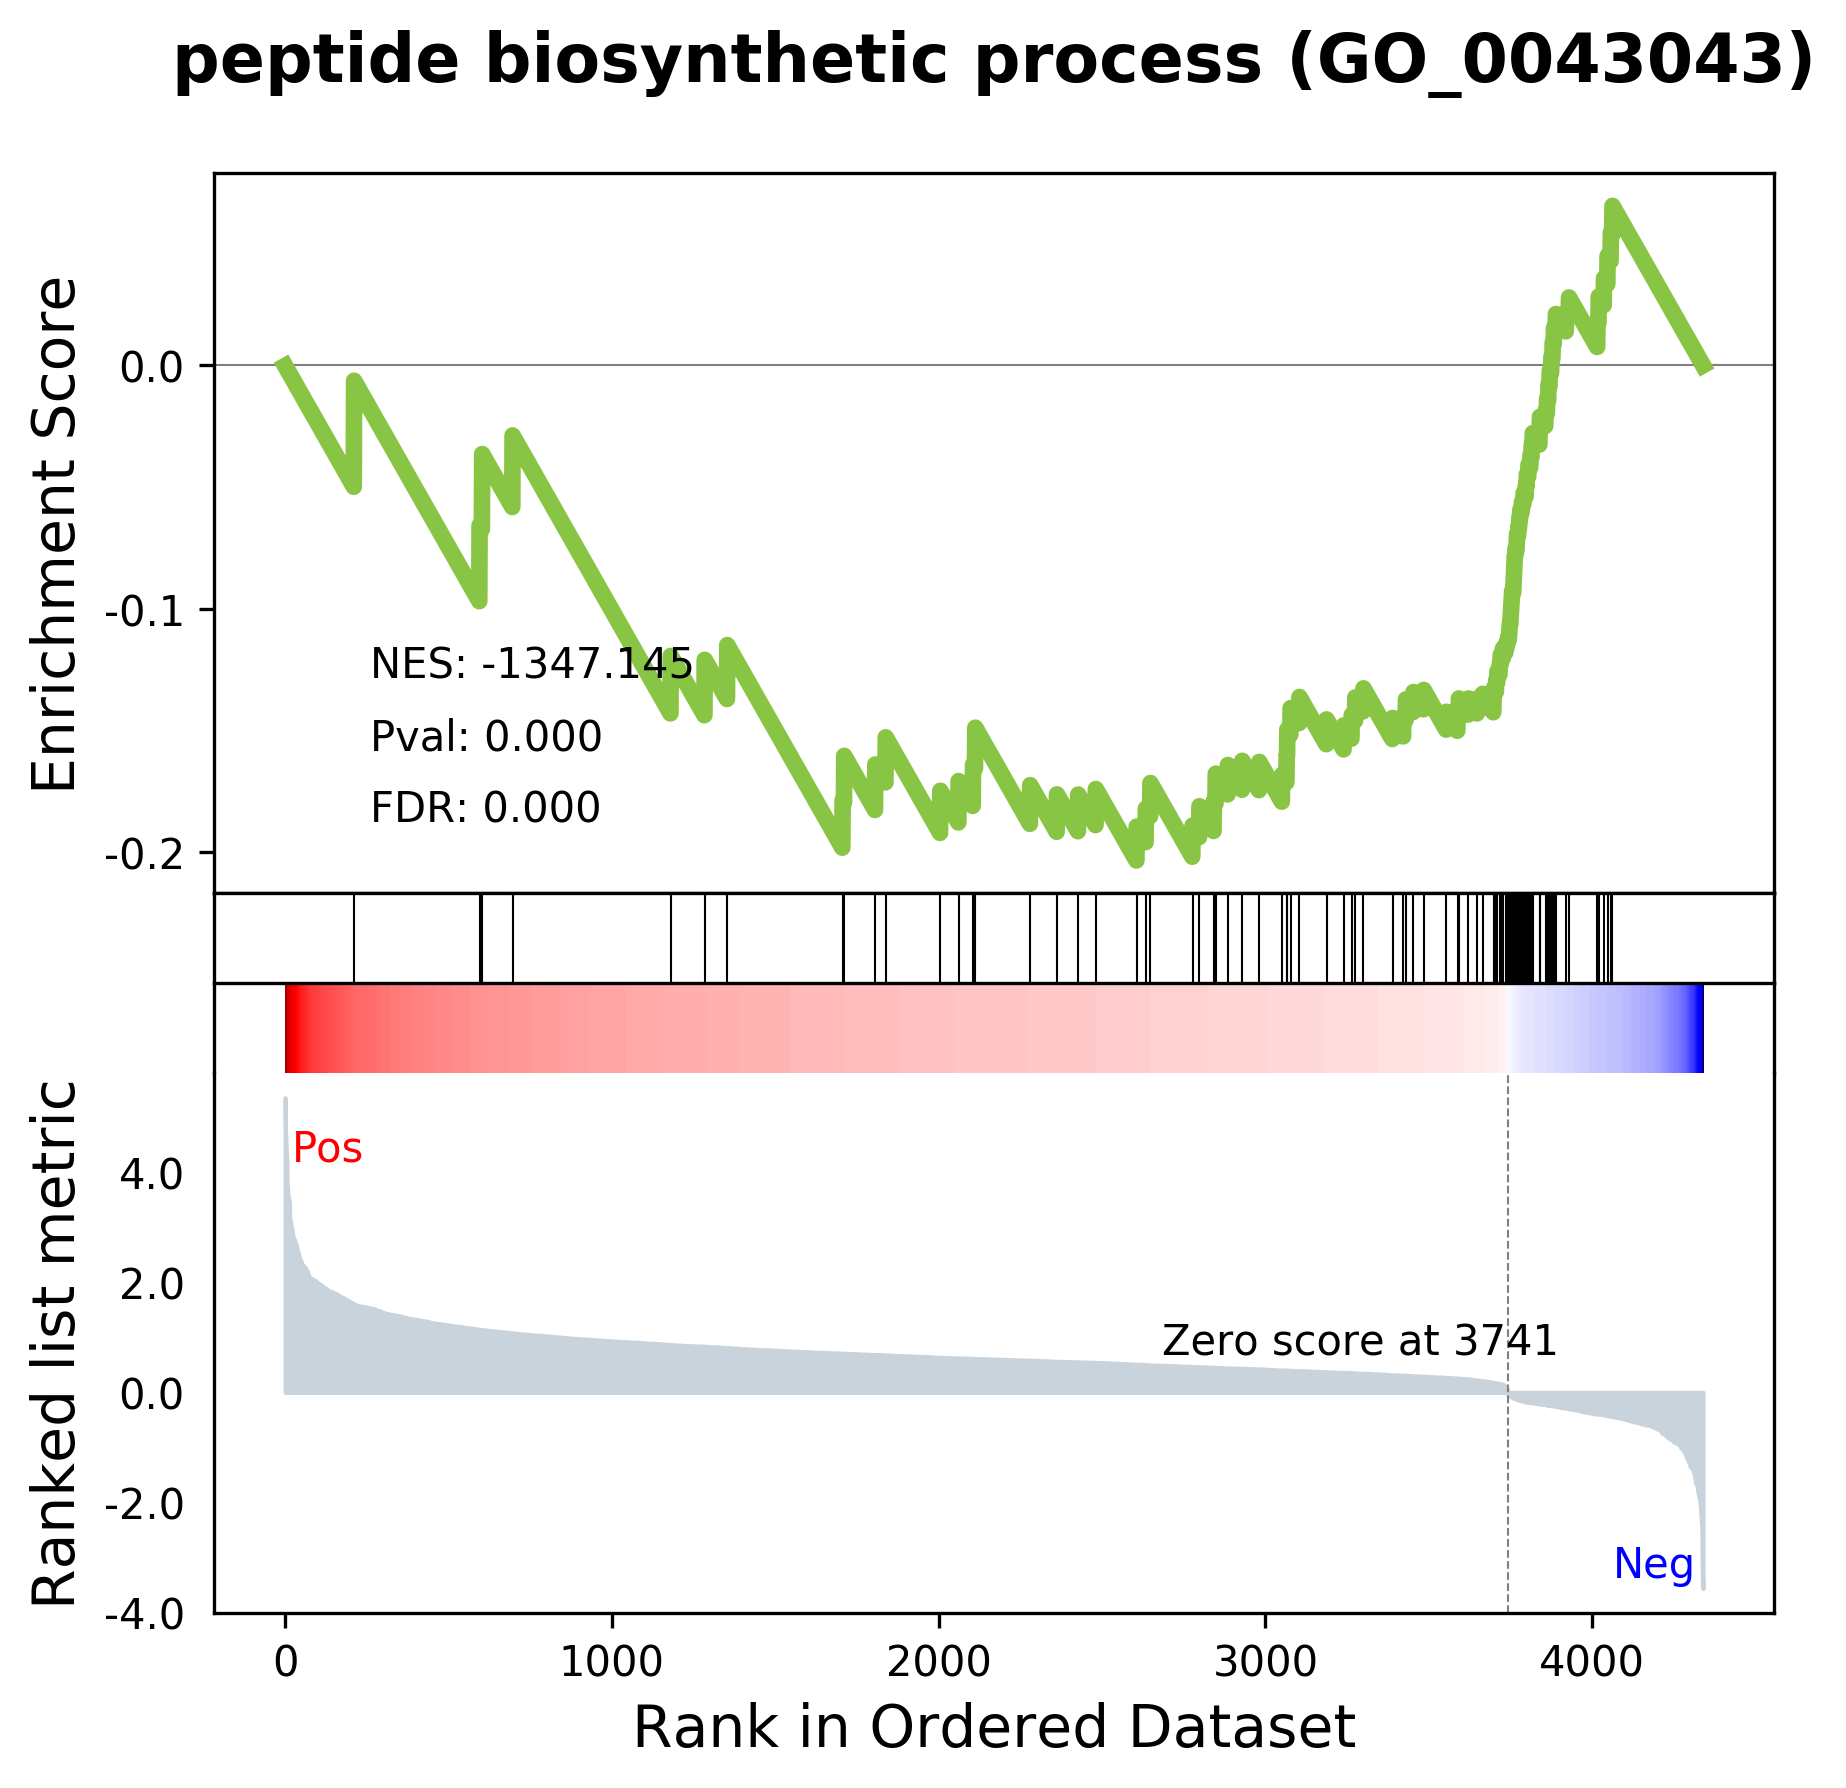 peptide biosynthetic process (GO_0043043)
Enrichment Score
0.0
-0.1
-0.2
NES: -1347.145
Pval: 0.000
FDR: 0.000
Ranked list metric
4.0
2.0
0.0
-2.0
-4.0
Pos
Zero score at 3741
Neg
0 1000 2000 3000 4000
Rank in Ordered Dataset